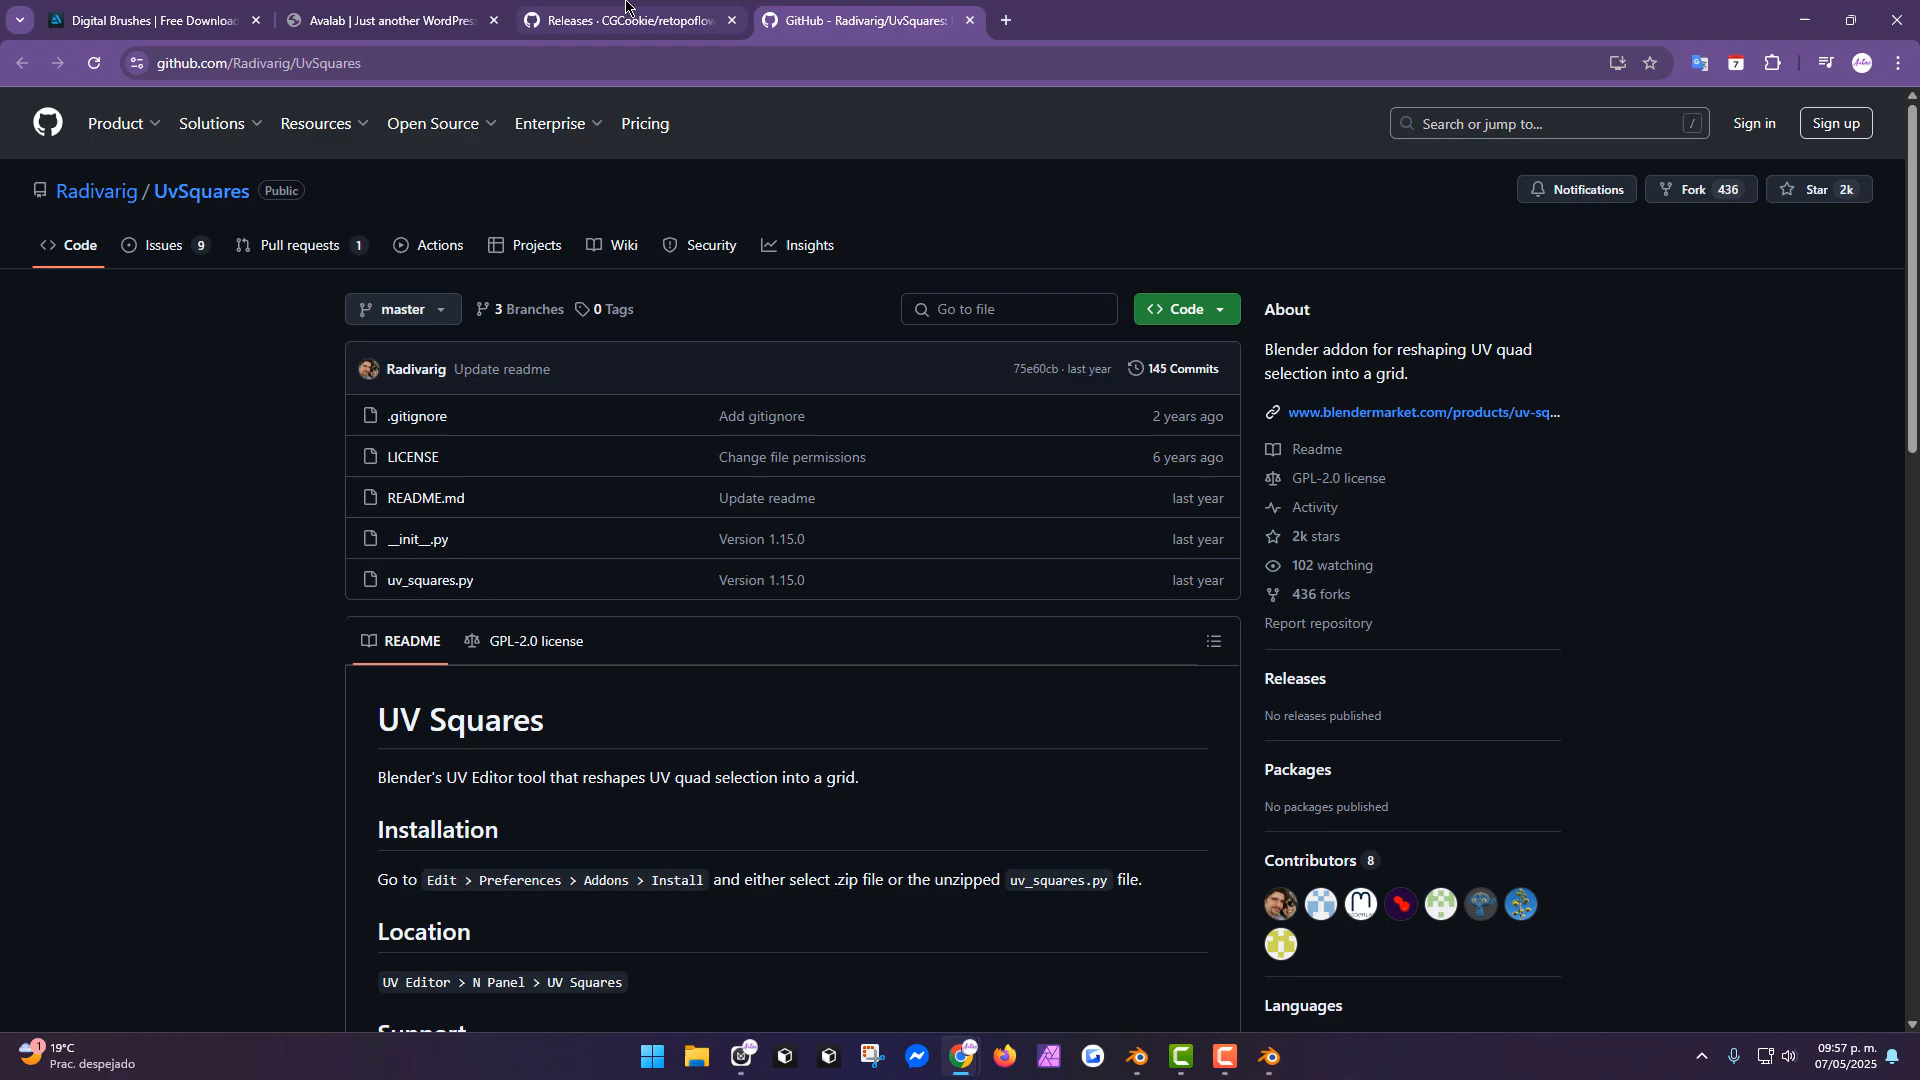 Digital Brushes | Free Download
Avalab | Just another WordPress
Releases · CGCookie/retopoflow
GitHub - Radivarig/UvSquares:
github.com/Radivarig/UvSquares
7
Product
Solutions
Resources
Open Source
Enterprise
Pricing
Search or jump to...
/
Sign in
Sign up
Radivarig / UvSquares
Public
Notifications
Fork 436
Star 2k
Code
Issues 9
Pull requests 1
Actions
Projects
Wiki
Security
Insights
master
3 Branches
0 Tags
Go to file
Code
Radivarig Update readme
75e60cb · last year
145 Commits
.gitignore Add gitignore 2 years ago
LICENSE Change file permissions 6 years ago
README.md Update readme last year
__init__.py Version 1.15.0 last year
uv_squares.py Version 1.15.0 last year
README
GPL-2.0 license
UV Squares
Blender's UV Editor tool that reshapes UV quad selection into a grid.
Installation
Go to Edit > Preferences > Addons > Install and either select .zip file or the unzipped uv_squares.py file.
Location
UV Editor > N Panel > UV Squares
Support
About
Blender addon for reshaping UV quad
selection into a grid.
www.blendermarket.com/products/uv-sq...
Readme
GPL-2.0 license
Activity
2k stars
102 watching
436 forks
Report repository
Releases
No releases published
Packages
No packages published
Contributors 8
Languages
1
19°C
Prac. despejado
09:57 p. m.
07/05/2025